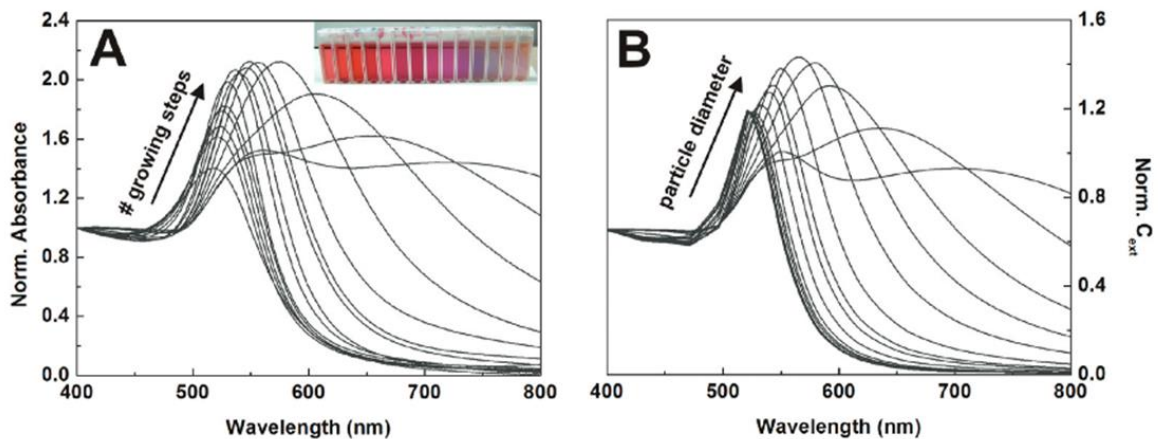 A
# growing steps
2.4
2.0
1.6
1.2
0.8
0.4
0.0
Norm. Absorbance
400
500
600
700
800
Wavelength (nm)
B
particle diameter
1.6
1.2
0.8
0.4
0.0
Norm. C_ext
400
500
600
700
800
Wavelength (nm)